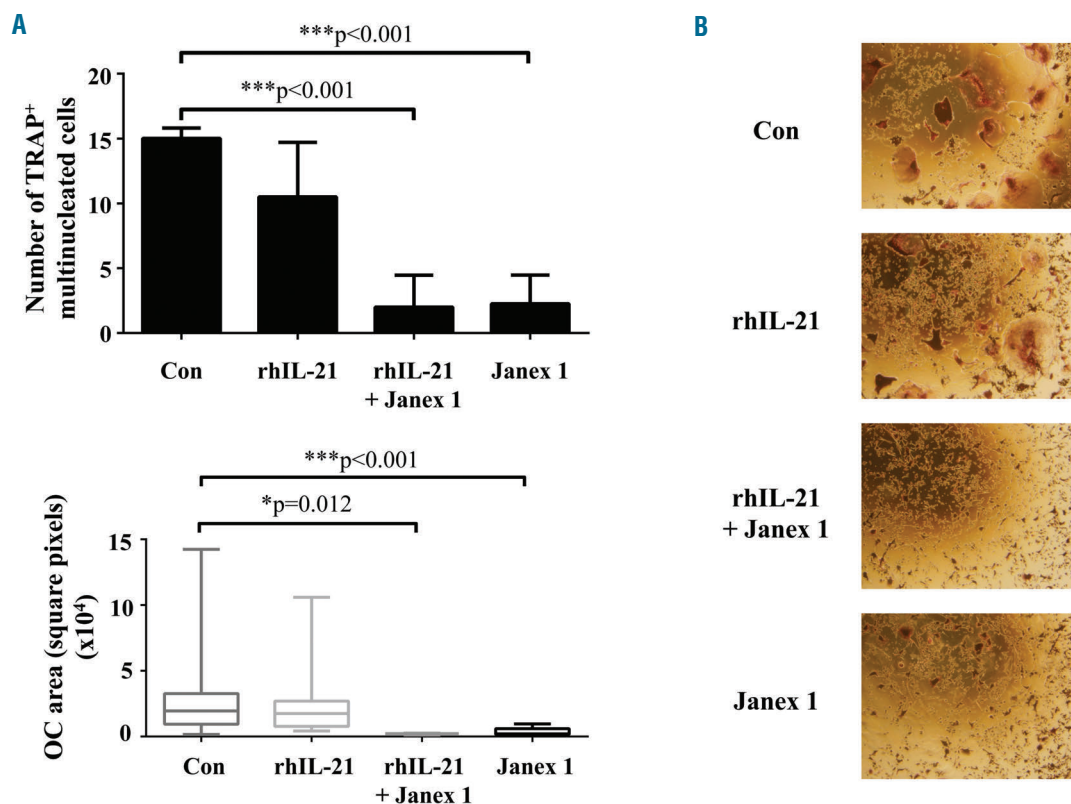 A
***p<0.001
***p<0.001
Number of TRAP+
multinucleated cells
20
15
10
5
0
Con
rhIL-21
rhIL-21
+ Janex 1
Janex 1
***p<0.001
*p=0.012
OC area (square pixels)
(x10⁴)
15
10
5
0
Con
rhIL-21
rhIL-21
+ Janex 1
Janex 1
B
Con
rhIL-21
rhIL-21
+ Janex 1
Janex 1